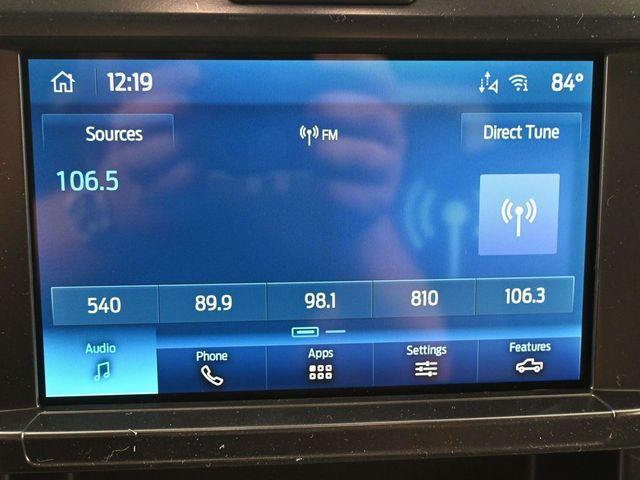 12:19 84°
Sources FM Direct Tune
106.5
540 89.9 98.1 810 106.3
Audio Phone Apps Settings Features